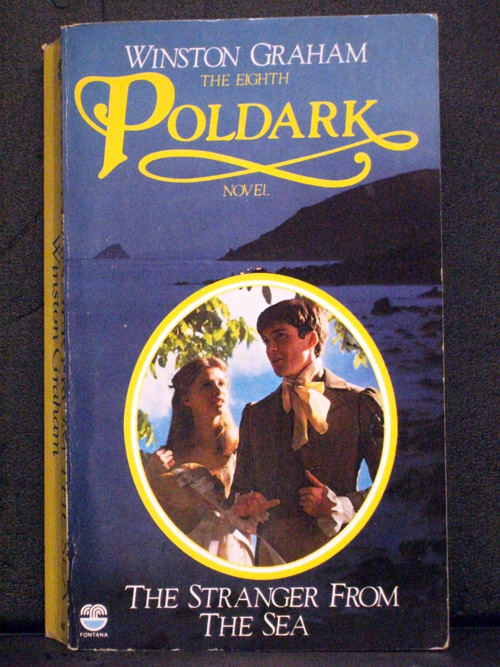 WINSTON GRAHAM
THE EIGHTH
POLDARK
NOVEL
THE STRANGER FROM
THE SEA
FONTANA
Winston Graham